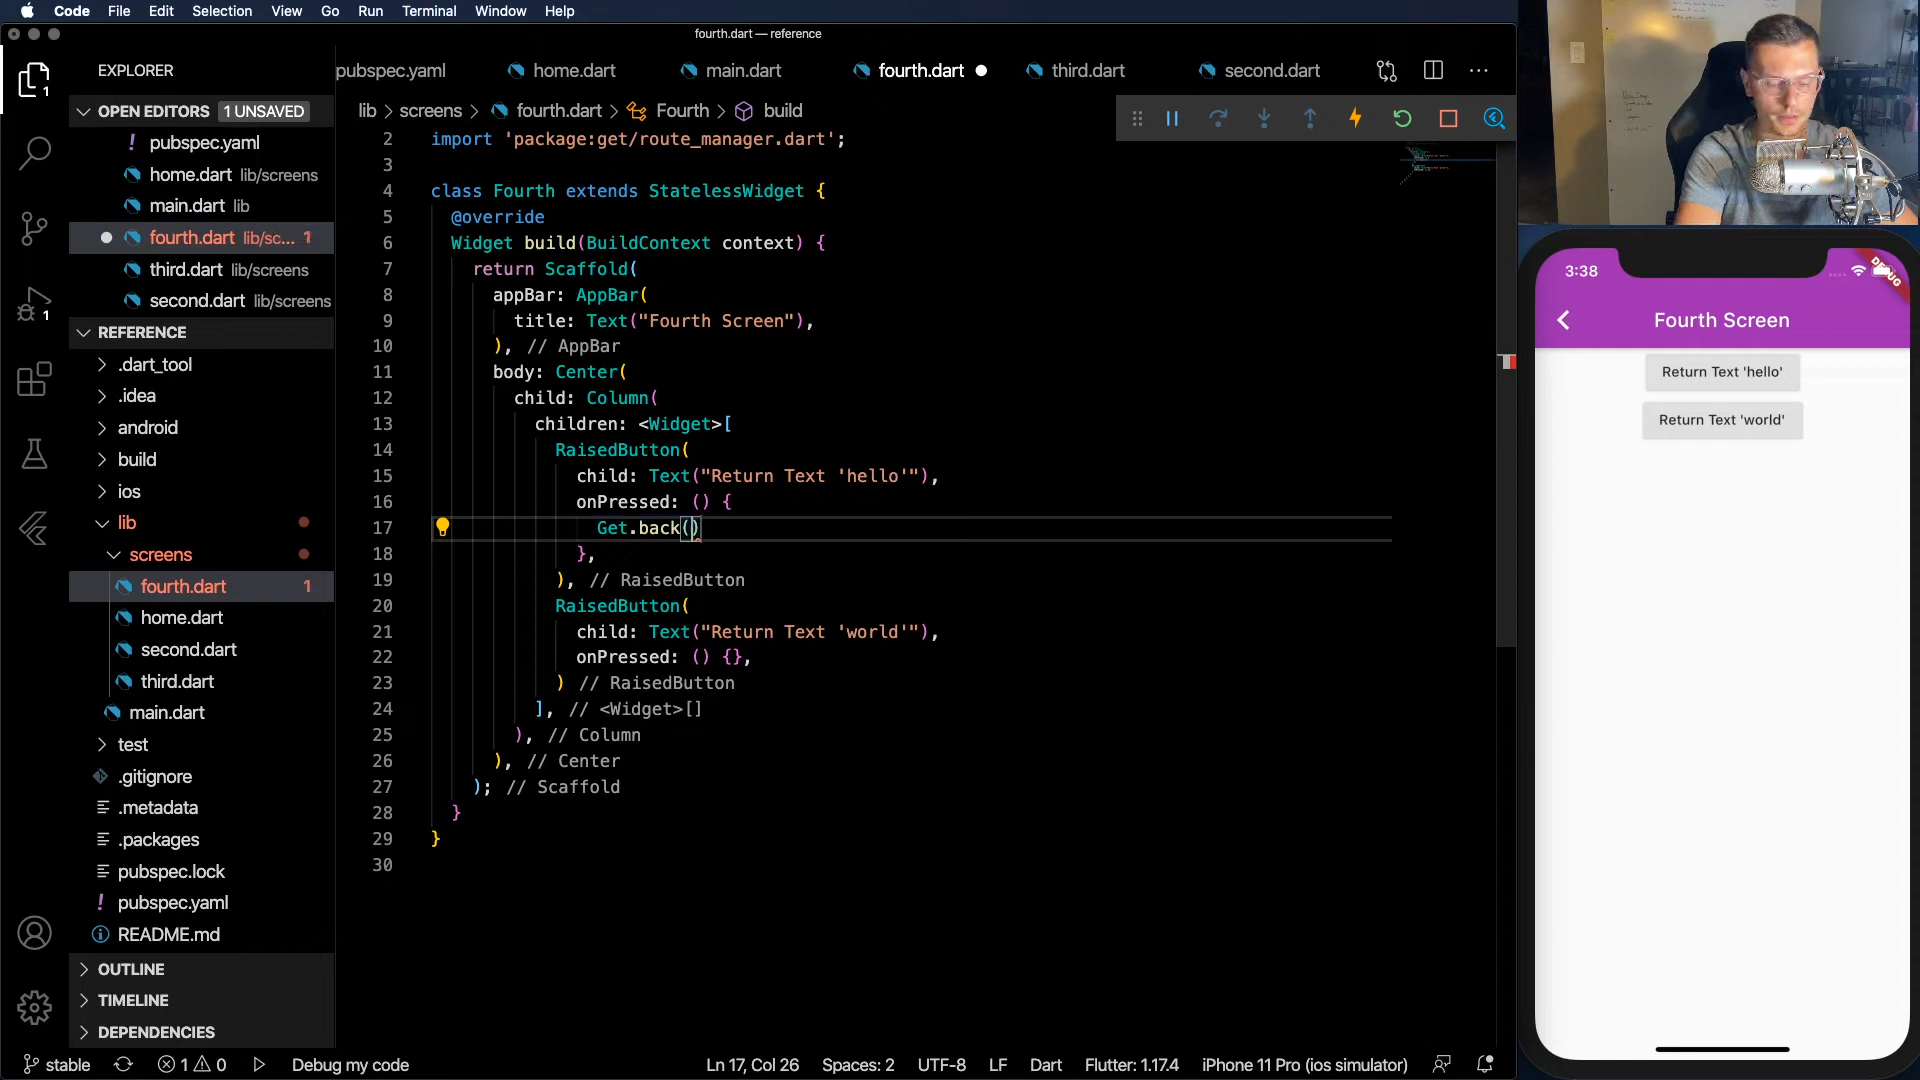 Code File Edit Selection View Go Run Terminal Window Help
fourth.dart — reference
EXPLORER
OPEN EDITORS 1 UNSAVED
! pubspec.yaml
home.dart lib/screens
main.dart lib
fourth.dart lib/sc... 1
third.dart lib/screens
second.dart lib/screens
REFERENCE
.dart_tool
.idea
android
build
ios
lib
screens
fourth.dart 1
home.dart
second.dart
third.dart
main.dart
test
.gitignore
.metadata
.packages
pubspec.lock
! pubspec.yaml
README.md
OUTLINE
TIMELINE
DEPENDENCIES
pubspec.yaml home.dart main.dart fourth.dart third.dart second.dart
lib > screens > fourth.dart > Fourth > build
2 import 'package:get/route_manager.dart';
3
4 class Fourth extends StatelessWidget {
5 @override
6 Widget build(BuildContext context) {
7 return Scaffold(
8 appBar: AppBar(
9 title: Text("Fourth Screen"),
10 ), // AppBar
11 body: Center(
12 child: Column(
13 children: <Widget>[
14 RaisedButton(
15 child: Text("Return Text 'hello'"),
16 onPressed: () {
17 Get.back()
18 },
19 ), // RaisedButton
20 RaisedButton(
21 child: Text("Return Text 'world'"),
22 onPressed: () {},
23 ) // RaisedButton
24 ], // <Widget>[]
25 ), // Column
26 ), // Center
27 ); // Scaffold
28 }
29 }
30
3:38
DEBUG
Fourth Screen
Return Text 'hello'
Return Text 'world'
stable 1 0 Debug my code Ln 17, Col 26 Spaces: 2 UTF-8 LF Dart Flutter: 1.17.4 iPhone 11 Pro (ios simulator)